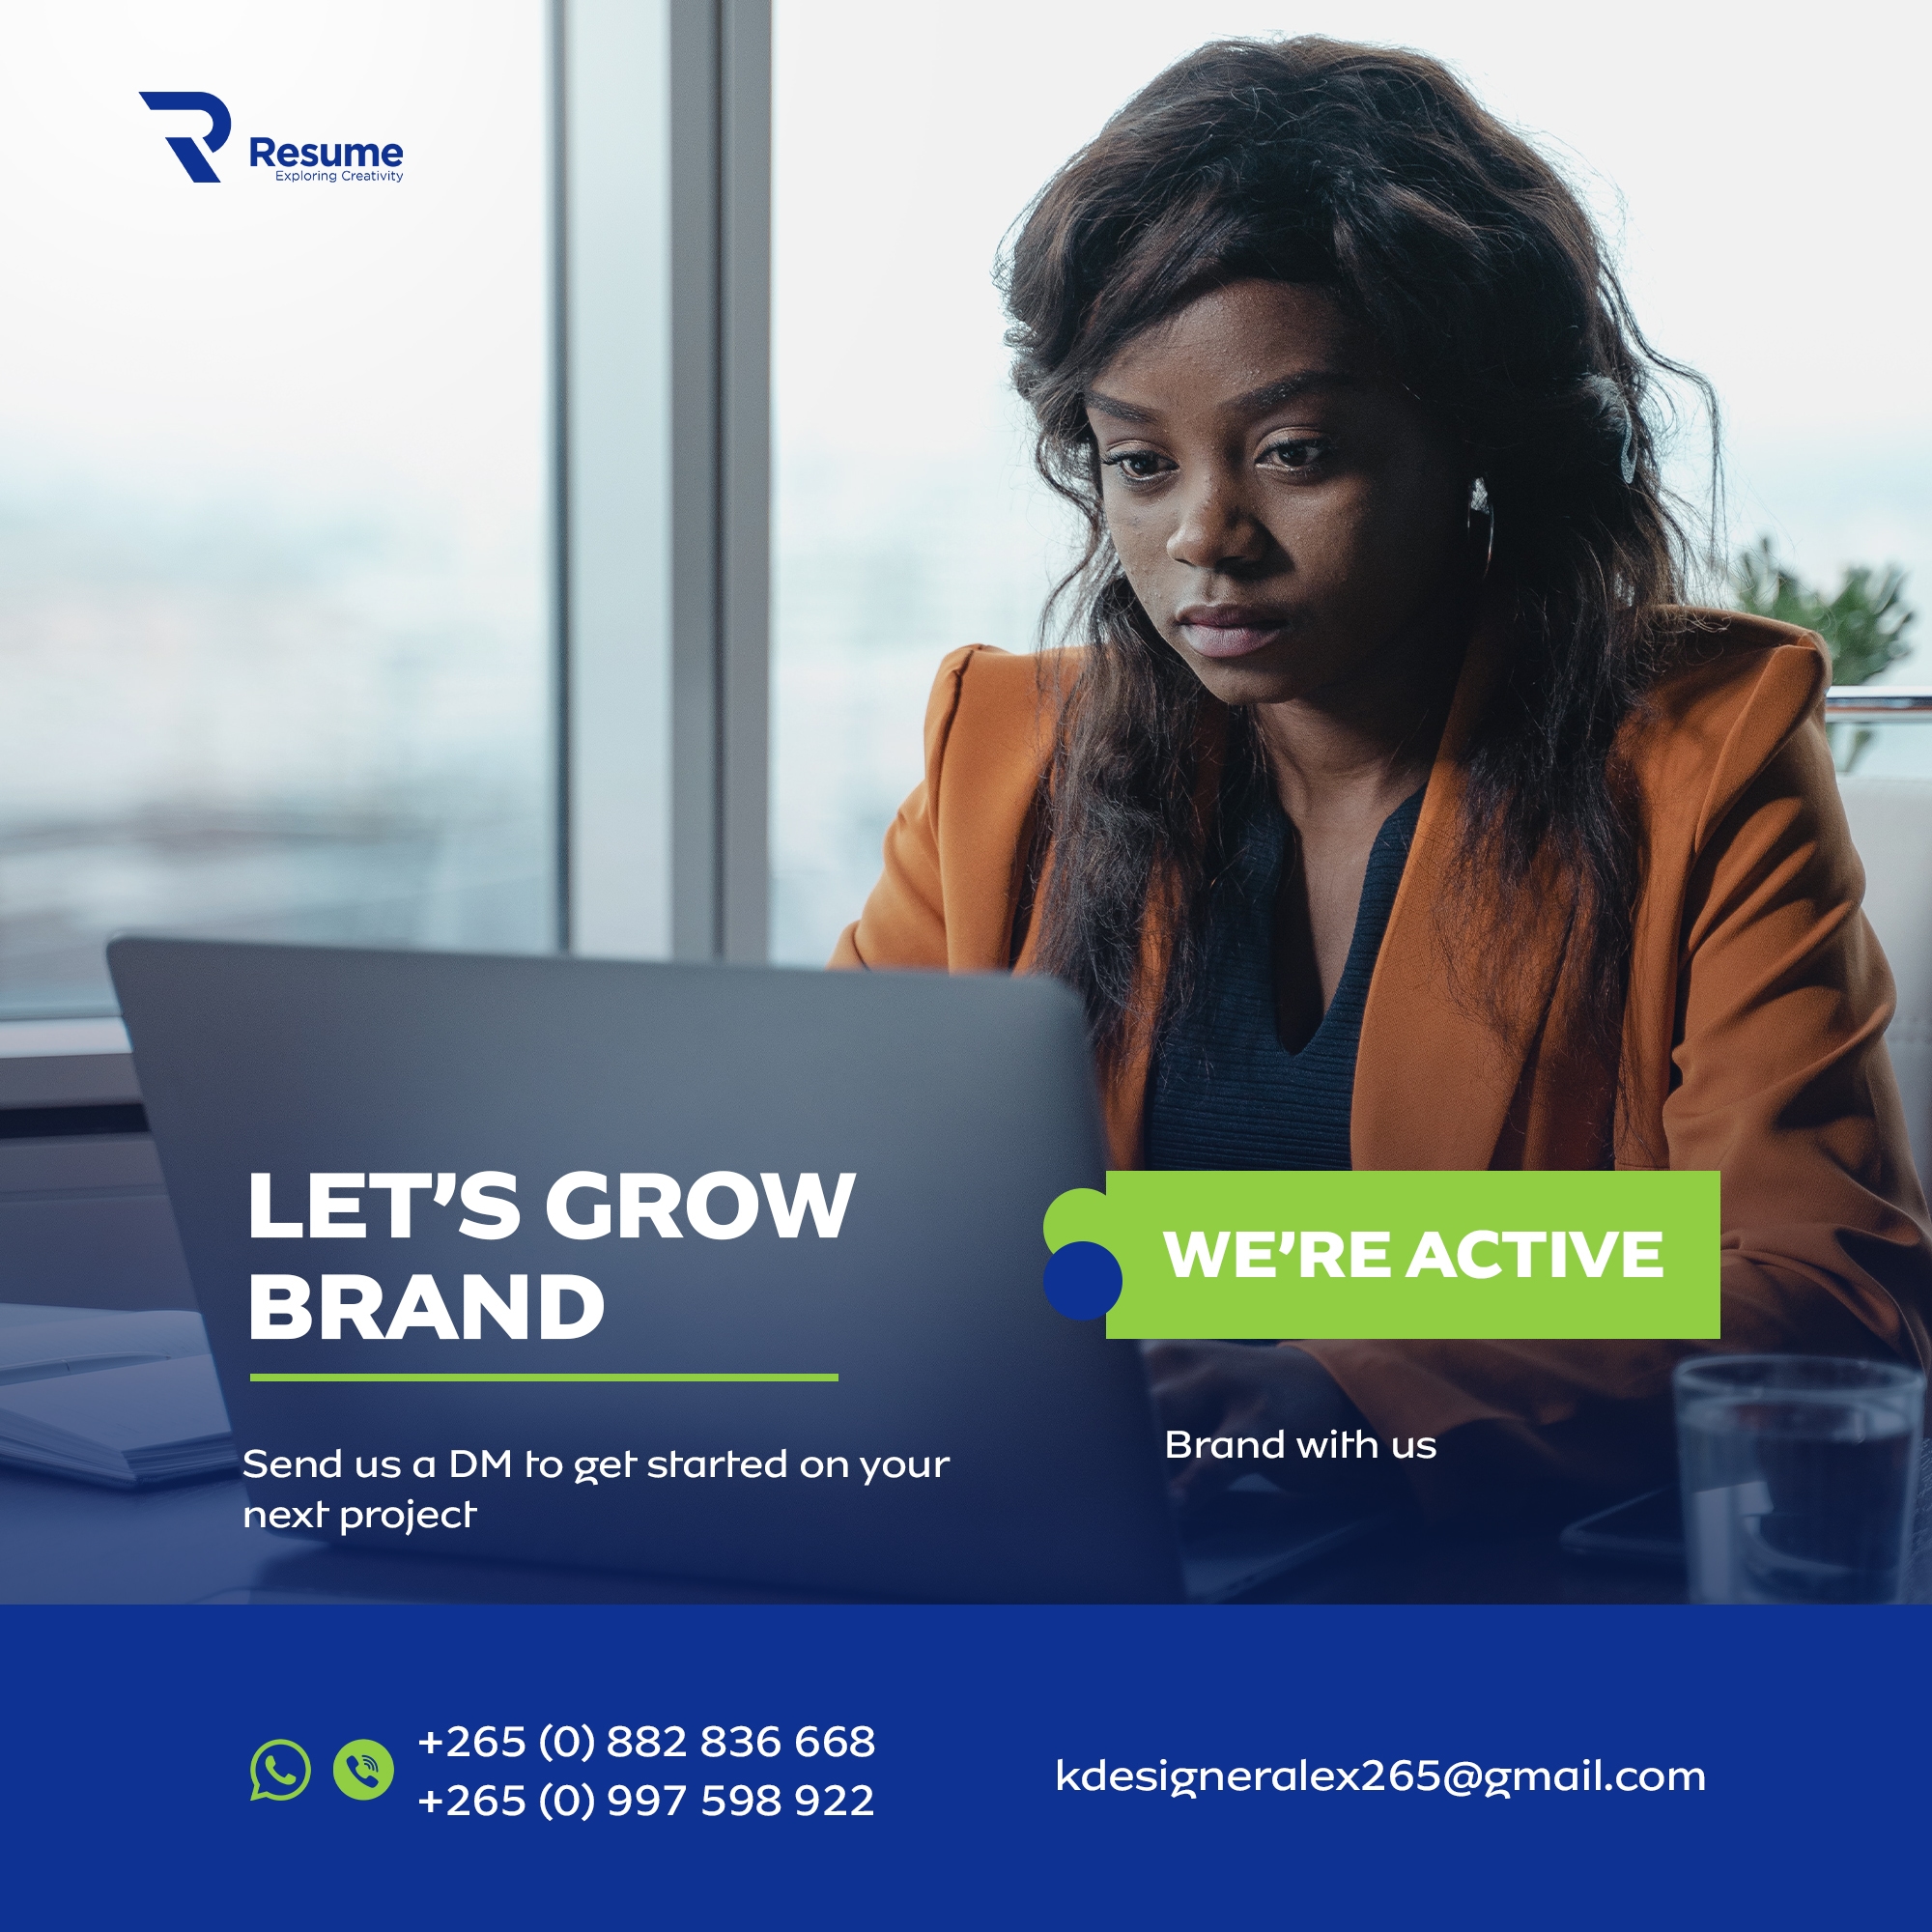 Resume
Exploring Creativity
LET’S GROW
BRAND
Send us a DM to get started on your
next project
WE’RE ACTIVE
Brand with us
+265 (0) 882 836 668
+265 (0) 997 598 922
kdesigneralex265@gmail.com